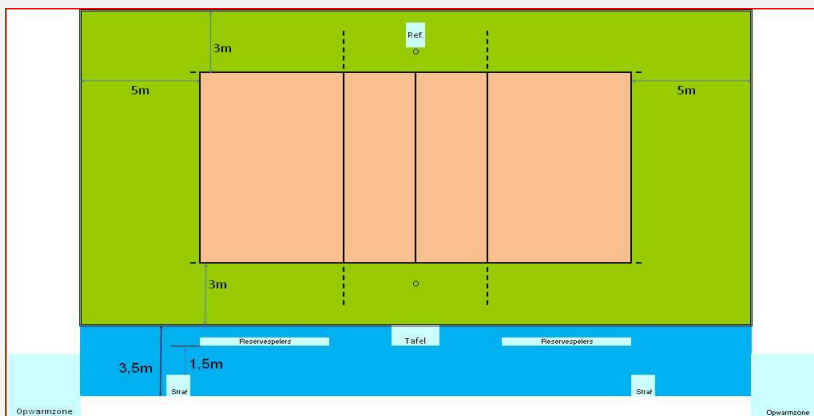 Ref.
3m
5m
5m
3m
Reservespelers
Tafel
Reservespelers
3,5m
1,5m
Straf
Straf
Opwarmzone
Opwarmzone